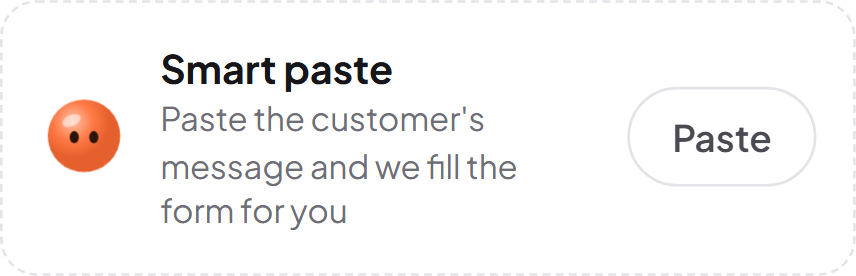 Smart paste
Paste the customer's
message and we fill the
form for you
Paste